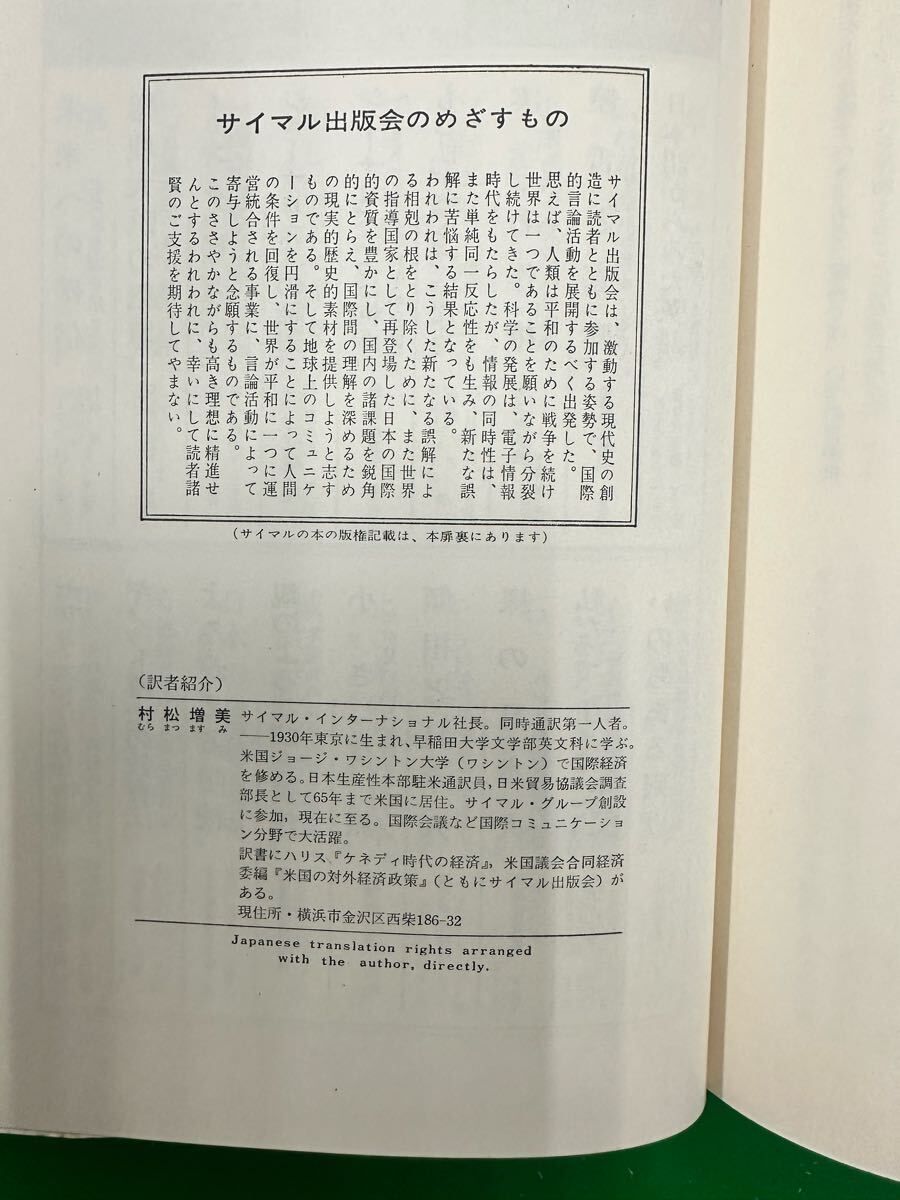 サイマル出版会のめざすもの
サイマル出版会は、激動する現代史の創
造に読者とともに参加する姿勢で、国際
的言論活動を展開するべく出発した。
思えば、人類は平和のために戦争を続け
世界は一つであることを願いながら分裂
し続けてきた。科学の発展は、電子情報
時代をもたらしたが、情報の同時性は、
また単純同一反応性をも生み、新たな誤
解に苦悩する結果となっている。
われわれは、こうした新たなる誤解によ
る相剋の根をとり除くために、また世界
の指導国家として再登場した日本の国際
的資質を豊かにし、国内の諸課題を鋭角
的にとらえ、国際間の理解を深めるため
の現実的歴史的素材を提供しようと志す
ものである。そして地球上のコミュニケ
ーションを円滑にすることによって人間
の条件を回復し、世界が平和に一つに運
営統合される事業に、言論活動によって
寄与しようと念願するものである。
このささやかながらも高き理想に精進せ
んとするわれわれに、幸いにして読者諸
賢のご支援を期待してやまない。
(サイマルの本の版権記載は、本扉裏にあります)
(訳者紹介)
村松増美 サイマル・インターナショナル社長。同時通訳第一人者。
むら まつ ます み
——1930年東京に生まれ、早稲田大学文学部英文科に学ぶ。
米国ジョージ・ワシントン大学(ワシントン)で国際経済
を修める。日本生産性本部駐米通訳員,日米貿易協議会調査
部長として65年まで米国に居住。サイマル・グループ創設
に参加,現在に至る。国際会議など国際コミュニケーショ
ン分野で大活躍。
訳書にハリス『ケネディ時代の経済』,米国議会合同経済
委編『米国の対外経済政策』(ともにサイマル出版会)が
ある。
現住所・横浜市金沢区西柴186-32
Japanese translation rights arranged
with the author, directly.